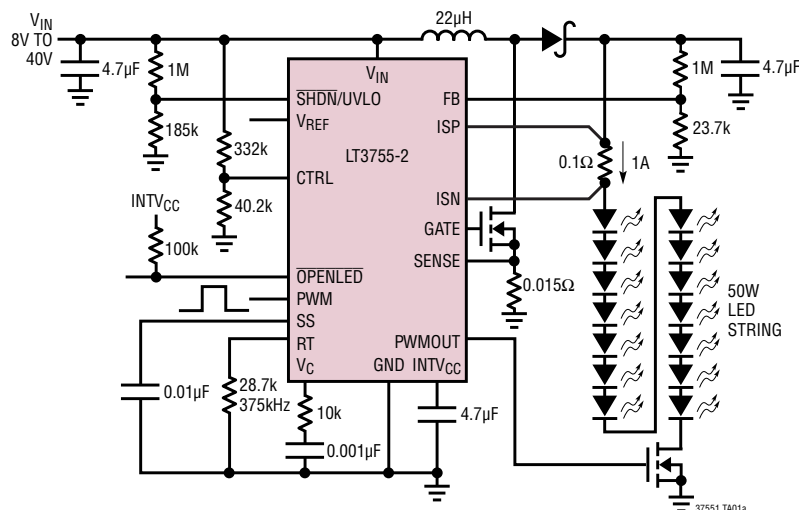 V_IN
8V TO
40V
22µH
4.7µF
1M
V_IN
1M
4.7µF
SHDN/UVLO
FB
185k
V_REF
ISP
23.7k
332k
LT3755-2
0.1Ω
1A
CTRL
ISN
INTV_CC
40.2k
GATE
100k
SENSE
OPENLED
0.015Ω
50W
LED
STRING
PWM
SS
RT
PWMOUT
V_C
GND
INTV_CC
0.01µF
28.7k
375kHz
10k
4.7µF
0.001µF
37551 TA01a